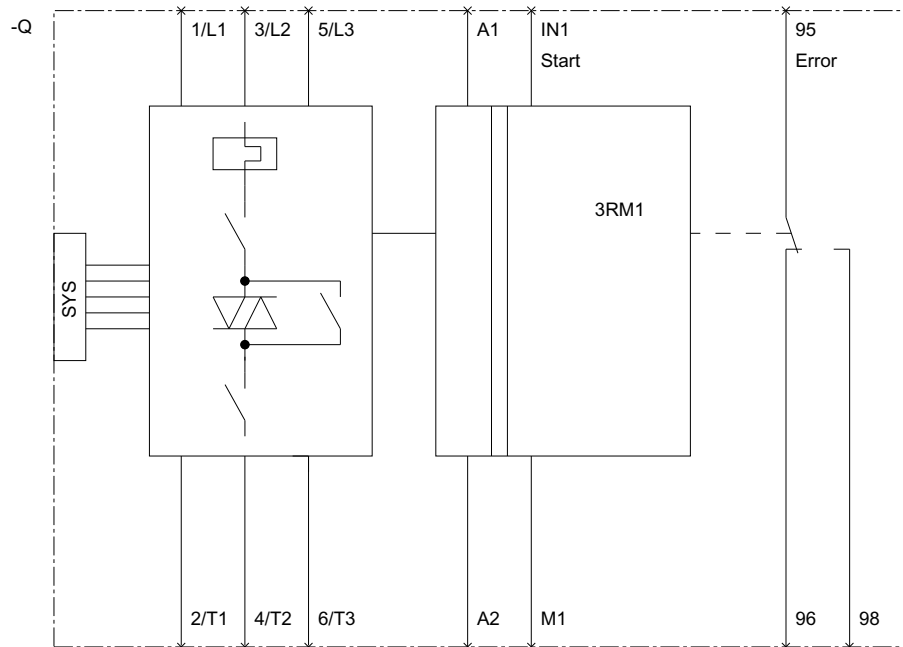 -Q
1/L1 3/L2 5/L3 A1 IN1 95
Start Error
3RM1
SYS
2/T1 4/T2 6/T3 A2 M1 96 98